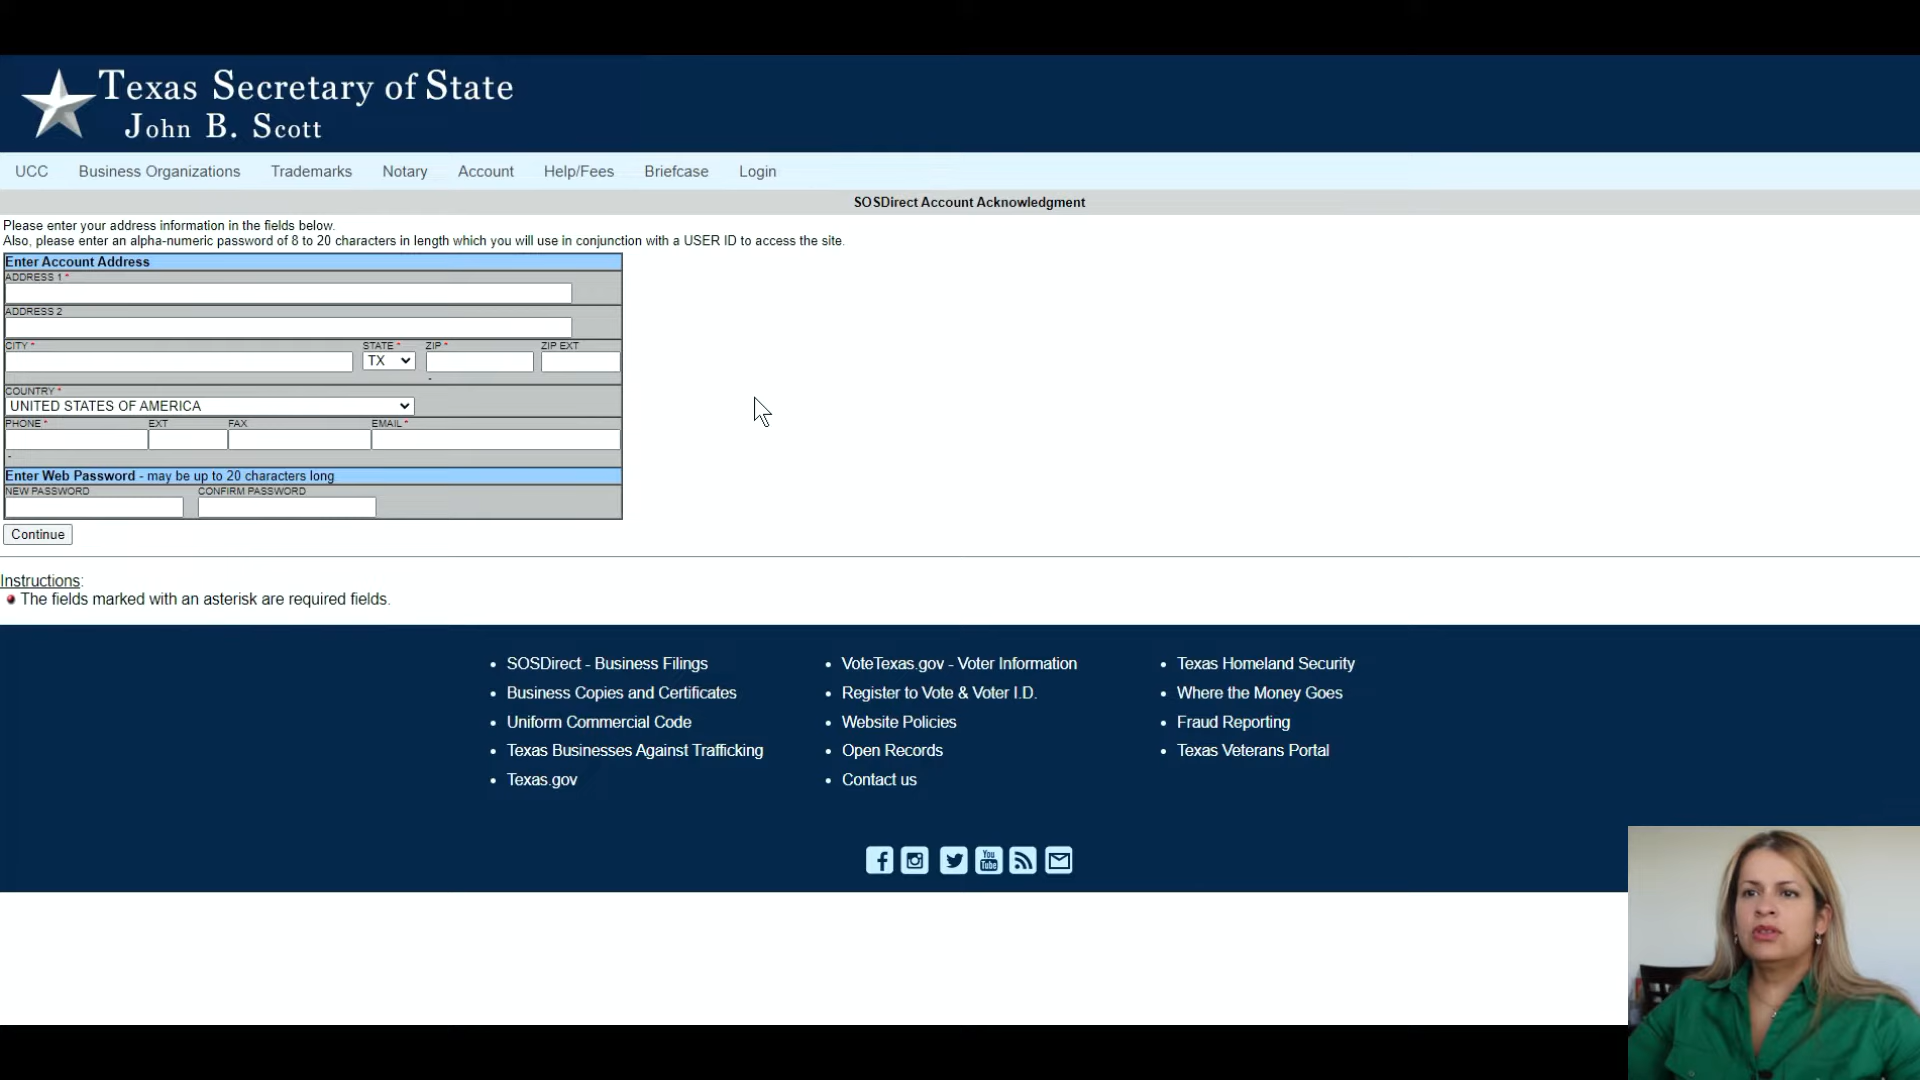 Texas Secretary of State
John B. Scott
UCC Business Organizations Trademarks Notary Account Help/Fees Briefcase Login
SOSDirect Account Acknowledgment
Please enter your address information in the fields below.
Also, please enter an alpha-numeric password of 8 to 20 characters in length which you will use in conjunction with a USER ID to access the site.
Enter Account Address
ADDRESS 1 *
ADDRESS 2
CITY * STATE * ZIP * ZIP EXT
TX
-
COUNTRY *
UNITED STATES OF AMERICA
PHONE * EXT FAX EMAIL *
-
Enter Web Password - may be up to 20 characters long
NEW PASSWORD CONFIRM PASSWORD
Continue
Instructions:
The fields marked with an asterisk are required fields.
• SOSDirect - Business Filings
• Business Copies and Certificates
• Uniform Commercial Code
• Texas Businesses Against Trafficking
• Texas.gov
• VoteTexas.gov - Voter Information
• Register to Vote & Voter I.D.
• Website Policies
• Open Records
• Contact us
• Texas Homeland Security
• Where the Money Goes
• Fraud Reporting
• Texas Veterans Portal
You
Tube